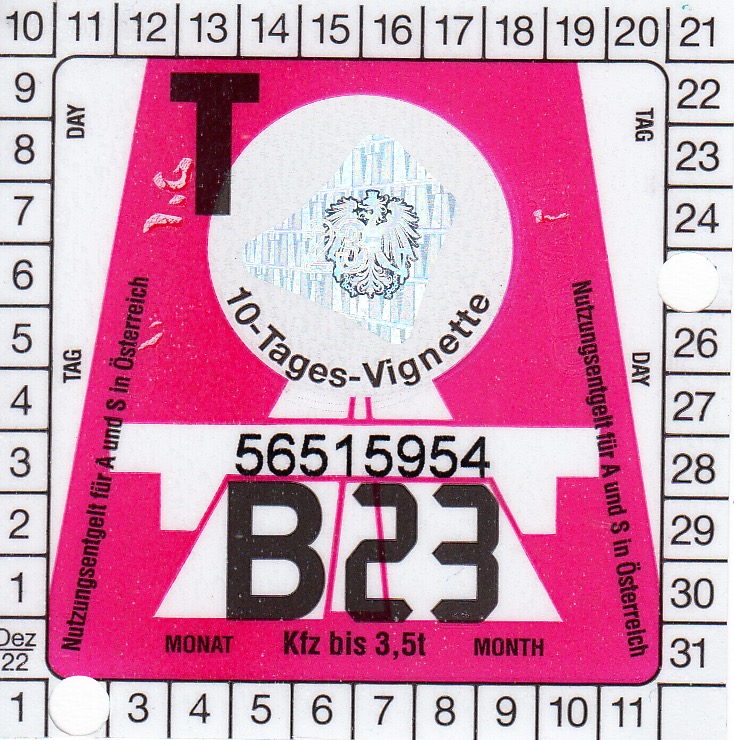 10 11 12 13 14 15 16 17 18 19 20 21
9
8
7
6
5
4
3
2
1
Dez
22
22
23
24
26
27
28
29
30
31
DAY
TAG
TAG
DAY
T
10-Tages-Vignette
Nutzungsentgelt für A und S in Österreich
Nutzungsentgelt für A und S in Österreich
56515954
B23
MONAT Kfz bis 3,5t MONTH
1 3 4 5 6 7 8 9 10 11